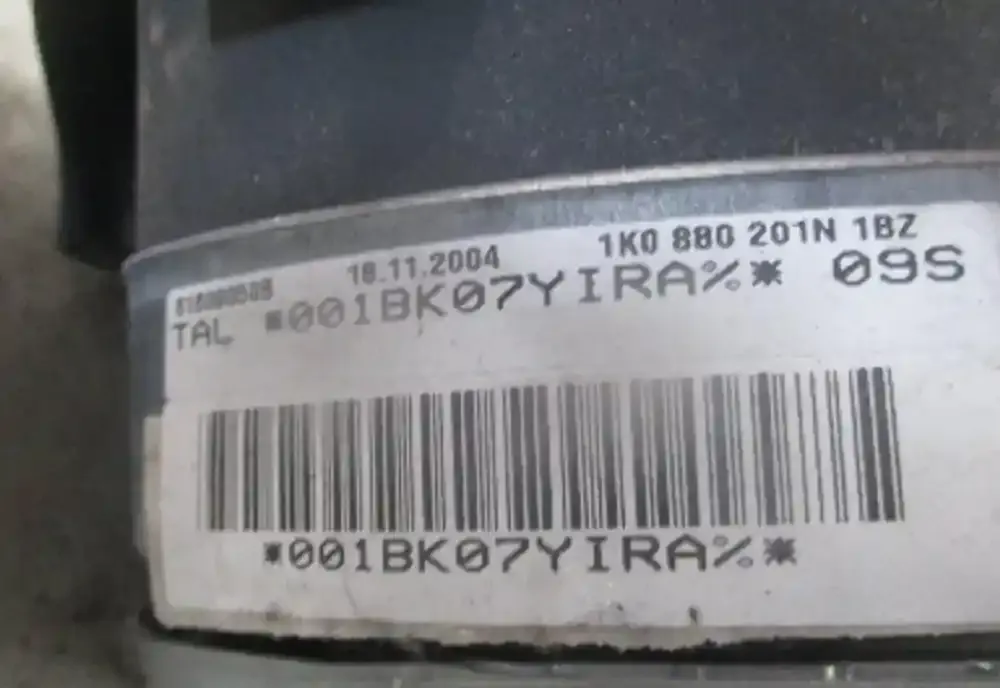 18.11.2004 1K0 880 201N 1BZ
TAL *001BK07YIRA%* 09S
*001BK07YIRA%*